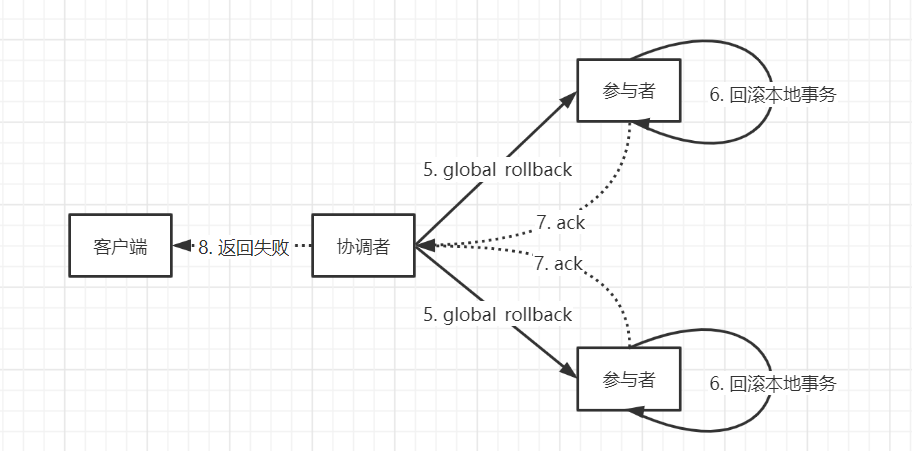 参与者
6. 回滚本地事务
5. global rollback
7. ack
客户端
8. 返回失败
协调者
7. ack
5. global rollback
参与者
6. 回滚本地事务